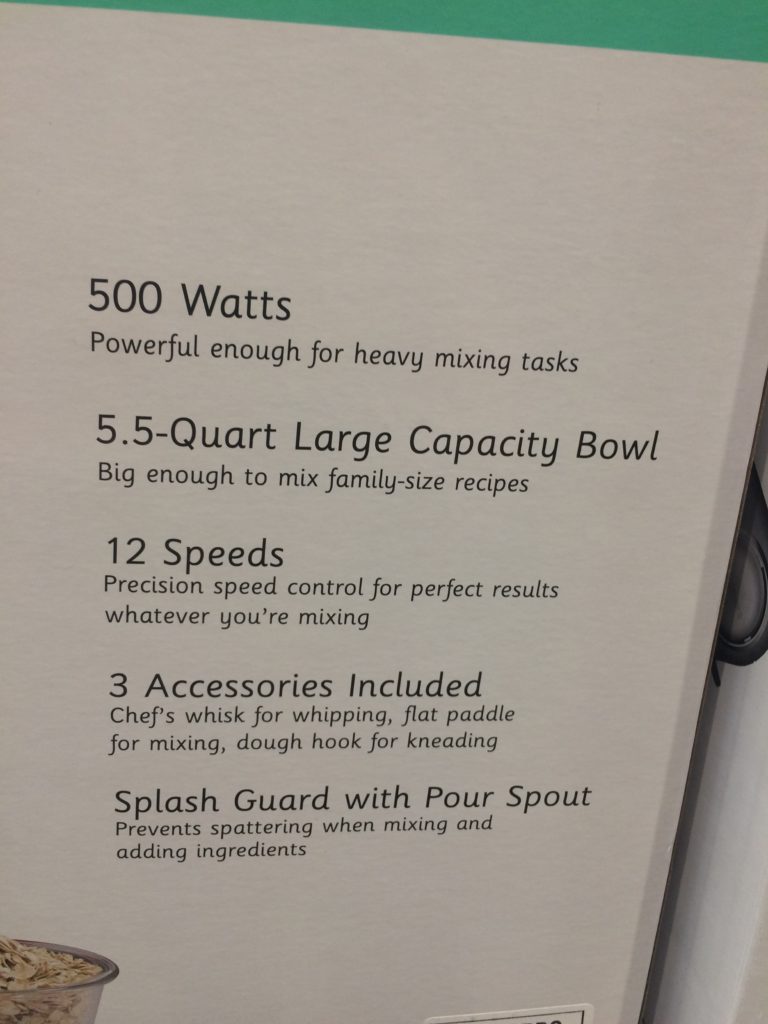 500 Watts
Powerful enough for heavy mixing tasks
5.5-Quart Large Capacity Bowl
Big enough to mix family-size recipes
12 Speeds
Precision speed control for perfect results
whatever you're mixing
3 Accessories Included
Chef's whisk for whipping, flat paddle
for mixing, dough hook for kneading
Splash Guard with Pour Spout
Prevents spattering when mixing and
adding ingredients